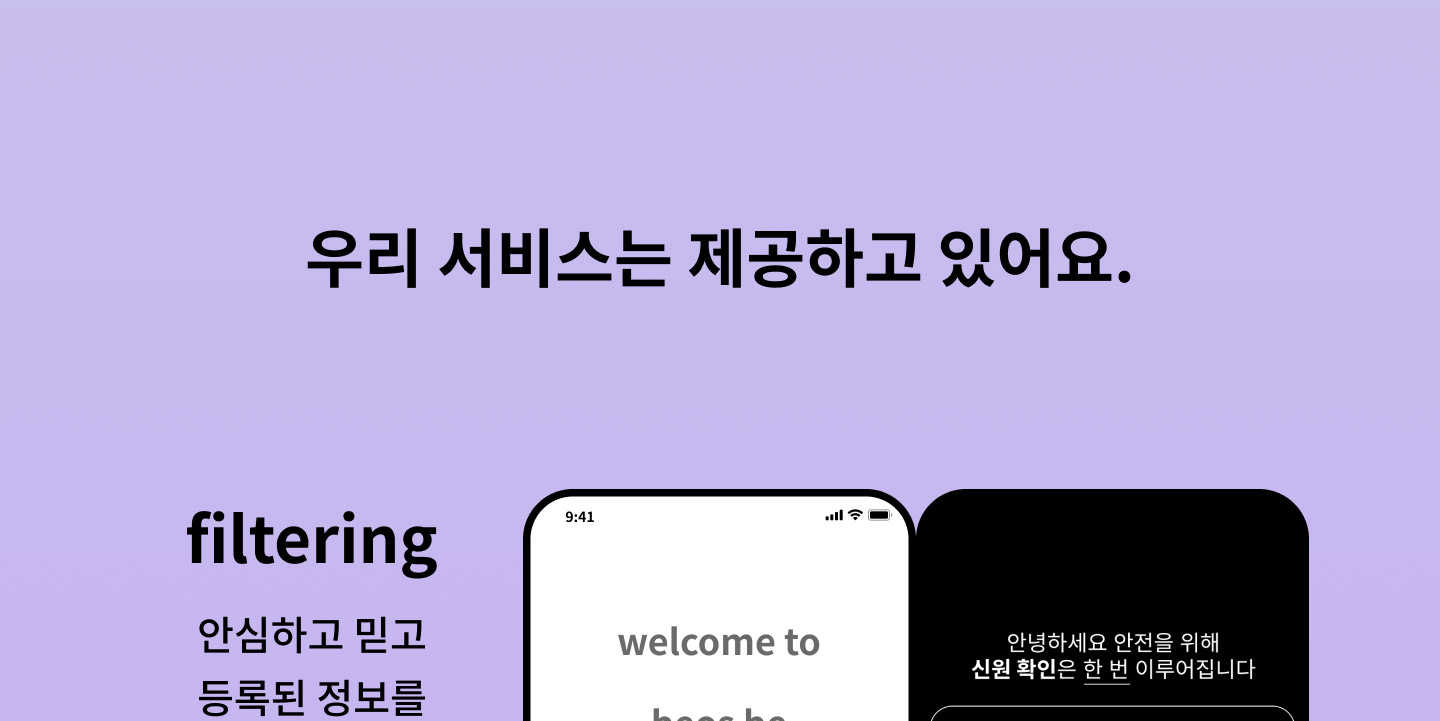 우리 서비스는 제공하고 있어요.
filtering
안심하고 믿고
등록된 정보를
9:41
welcome to
안녕하세요 안전을 위해
신원 확인은 한 번 이루어집니다